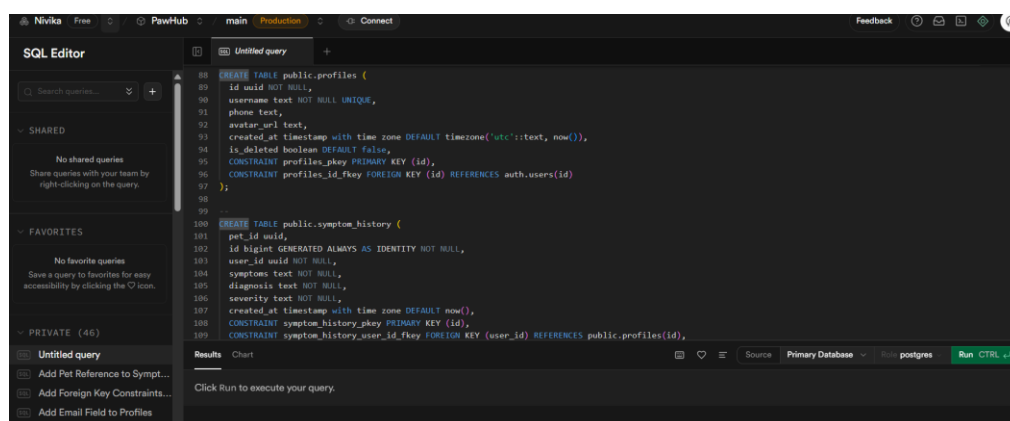 Nivika Free / PawHub / main Production Connect Feedback
SQL Editor
Untitled query
Search queries...
SHARED
No shared queries
Share queries with your team by
right-clicking on the query.
FAVORITES
No favorite queries
Save a query to favorites for easy
accessibility by clicking the ♡ icon.
PRIVATE (46)
SQL Untitled query
SQL Add Pet Reference to Sympt...
SQL Add Foreign Key Constraints...
SQL Add Email Field to Profiles
88 CREATE TABLE public.profiles (
89 id uuid NOT NULL,
90 username text NOT NULL UNIQUE,
91 phone text,
92 avatar_url text,
93 created_at timestamp with time zone DEFAULT timezone('utc'::text, now()),
94 is_deleted boolean DEFAULT false,
95 CONSTRAINT profiles_pkey PRIMARY KEY (id),
96 CONSTRAINT profiles_id_fkey FOREIGN KEY (id) REFERENCES auth.users(id)
97 );
98
99 --
100 CREATE TABLE public.symptom_history (
101 pet_id uuid,
102 id bigint GENERATED ALWAYS AS IDENTITY NOT NULL,
103 user_id uuid NOT NULL,
104 symptoms text NOT NULL,
105 diagnosis text NOT NULL,
106 severity text NOT NULL,
107 created_at timestamp with time zone DEFAULT now(),
108 CONSTRAINT symptom_history_pkey PRIMARY KEY (id),
109 CONSTRAINT symptom_history_user_id_fkey FOREIGN KEY (user_id) REFERENCES public.profiles(id),
Results Chart Source Primary Database Role postgres Run CTRL
Click Run to execute your query.